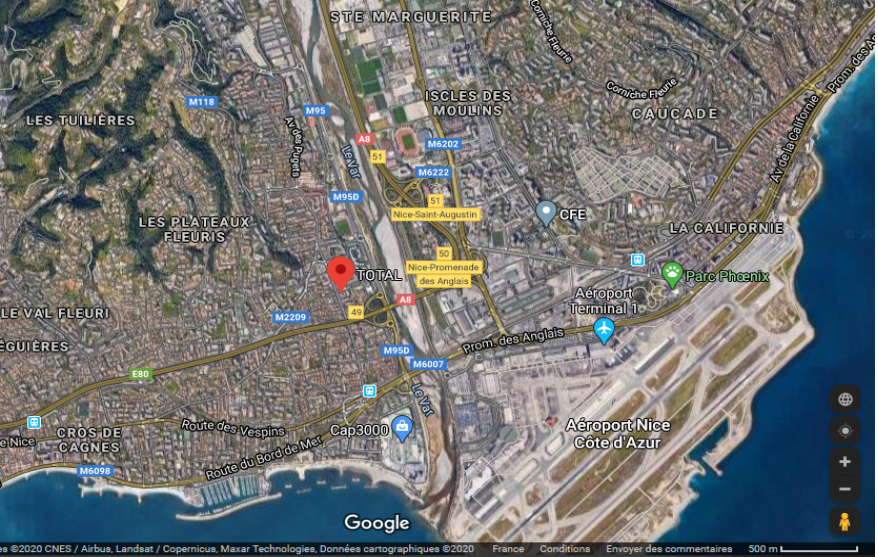 STE MARGUERITE
Corniche Fleurie
Prom. des A
ISCLES DES
MOULINS
Corniche Fleurie
M118
M95
CAUCADE
LES TUILIÈRES
Av des Pugets
A8
M6202
51
Le Var
Av de la Californie
M6222
M95D
51
Nice-Saint-Augustin
CFE
LES PLATEAUX
FLEURIS
LA CALIFORNIE
50
Nice-Promenade
des Anglais
TOTAL
Parc Phœnix
A8
Aéroport
Terminal 1
LE VAL FLEURI
49
M2209
ÉGUIÈRES
Prom. des Anglais
M95D
M6007
E80
Le Var
Route des Vespins
Cap3000
Aéroport Nice
Côte d'Azur
e Nice
CROS DE
CAGNES
Route du Bord de Mer
M6098
Google
es ©2020 CNES / Airbus, Landsat / Copernicus, Maxar Technologies, Données cartographiques ©2020 France Conditions Envoyer des commentaires 500 m